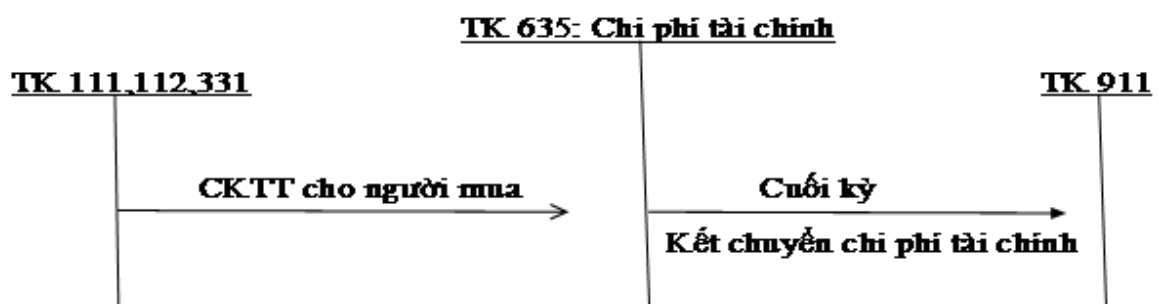 TK 635: Chi phí tài chính
TK 111,112,331
TK 911
CKTT cho người mua
Cuối kỳ
Kết chuyển chi phí tài chính